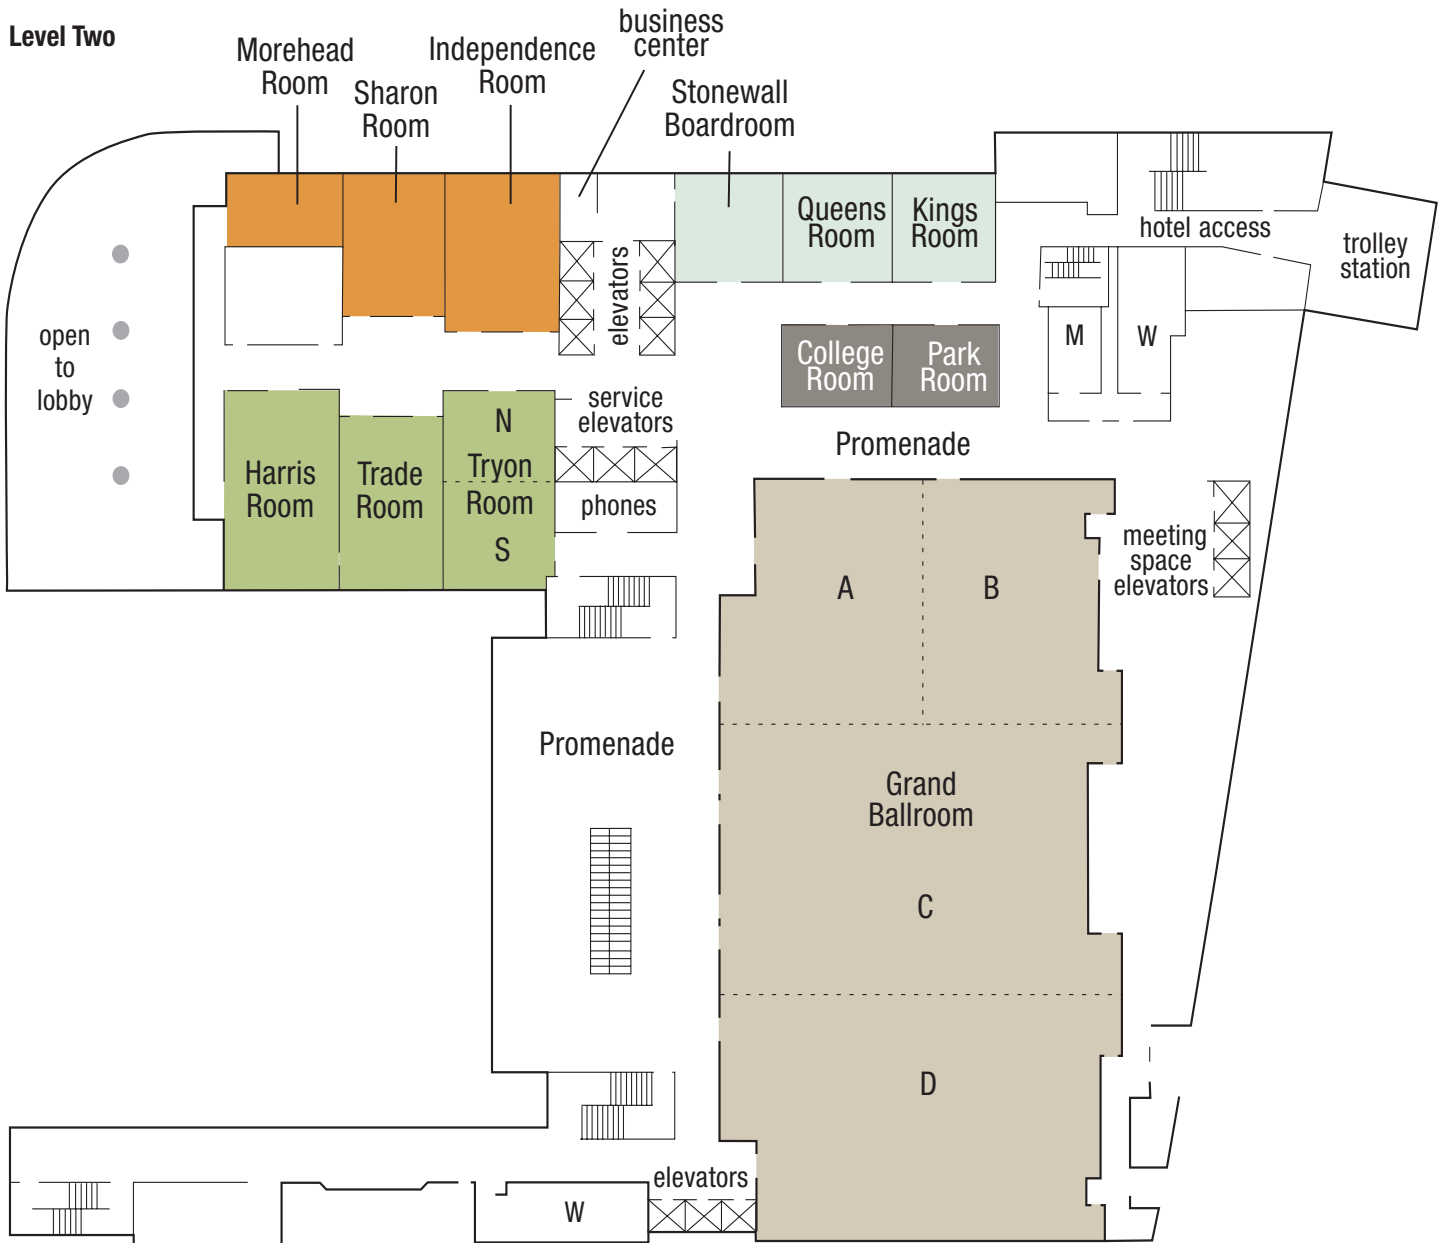 Level Two
Morehead
Room
Sharon
Room
Independence
Room
business
center
Stonewall
Boardroom
Queens
Room
Kings
Room
hotel access
trolley
station
elevators
open
to
lobby
College
Room
Park
Room
M
W
service
elevators
Promenade
Harris
Room
Trade
Room
N
Tryon
Room
S
phones
meeting
space
elevators
A
B
Promenade
Grand
Ballroom
C
D
elevators
W